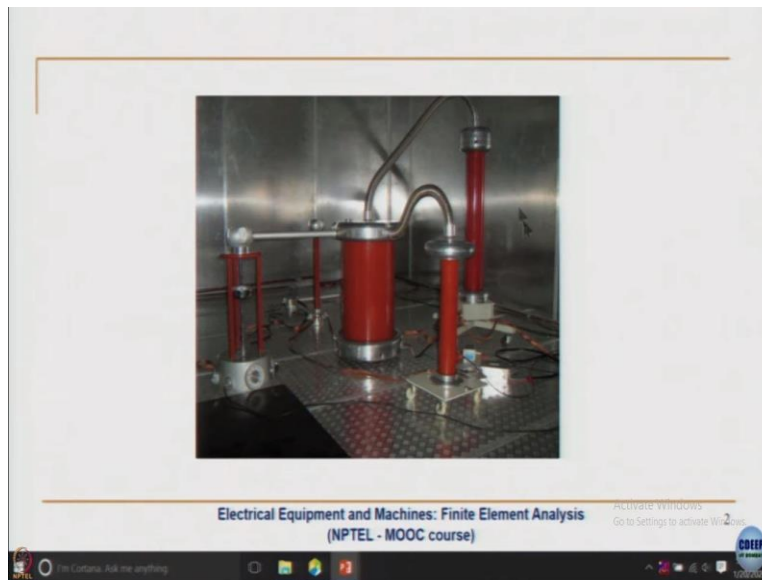 Electrical Equipment and Machines: Finite Element Analysis
(NPTEL - MOOC course)
Activate Windows
Go to Settings to activate Windows.
2
CDEEP
NPTEL
I'm Cortana. Ask me anything.